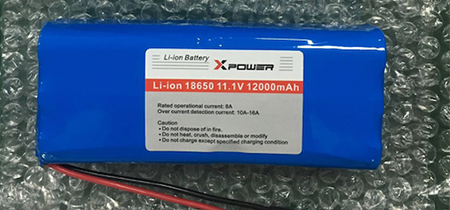 Li-ion Battery
XPOWER
Li-ion 18650 11.1V 12000mAh
Rated operational current: 8A
Over current detection current: 10A-16A
Caution
• Do not dispose of in fire.
• Do not heat, crush, disassemble or modify
• Do not charge except specified charging condition